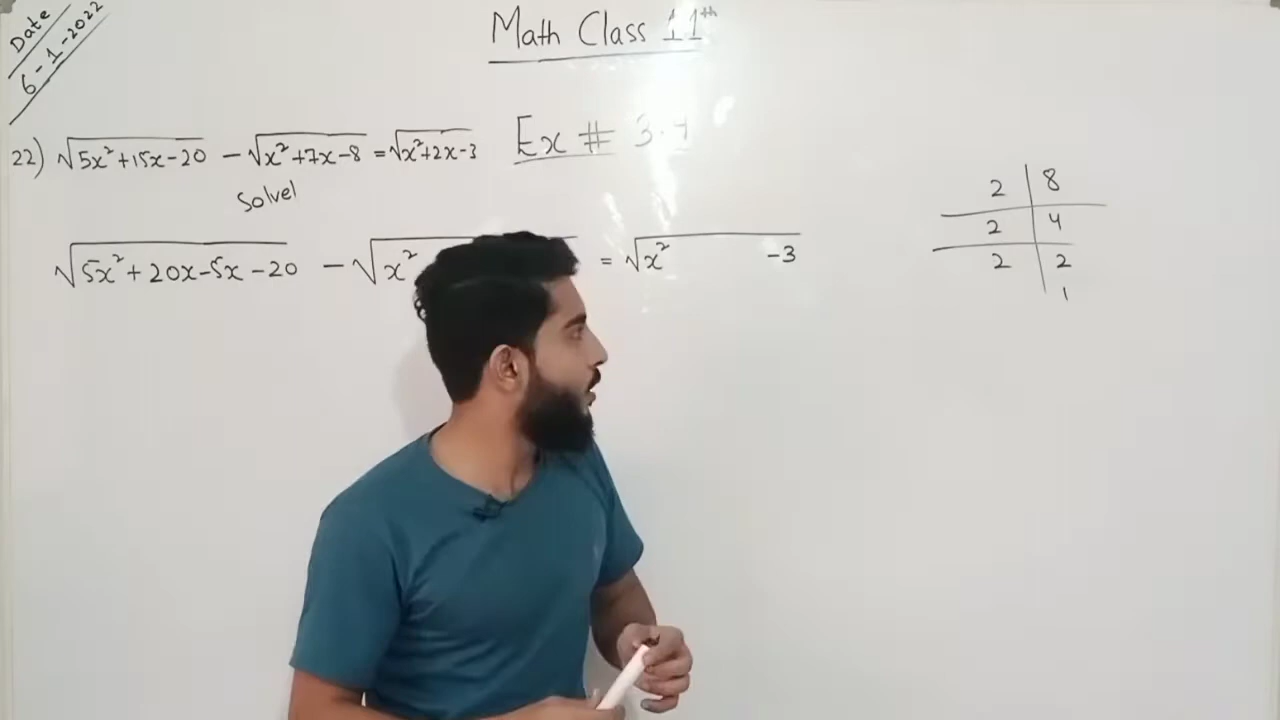 Date
6-1-2022
Math Class 11th
Ex # 3.4
22) √5x²+15x-20 - √x²+7x-8 = √x²+2x-3
Solve!
√5x²+20x-5x-20 - √x² = √x² -3
2 | 8
2 | 4
2 | 2
1